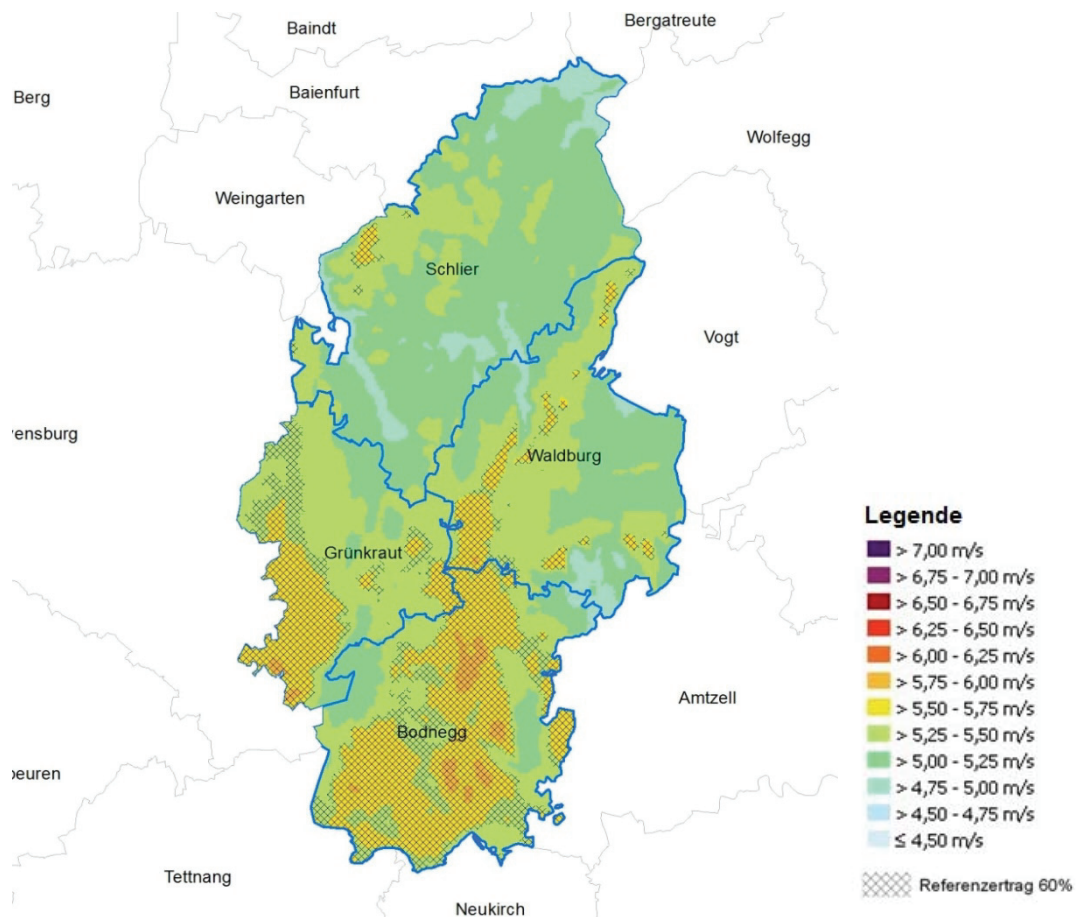 Bergatreute
Baindt
Baienfurt
Berg
Wolfegg
Weingarten
Schlier
Vogt
vensburg
Waldburg
Grünkraut
Amtzell
Bodnegg
beuren
Tettnang
Neukirch
Legende
> 7,00 m/s
> 6,75 - 7,00 m/s
> 6,50 - 6,75 m/s
> 6,25 - 6,50 m/s
> 6,00 - 6,25 m/s
> 5,75 - 6,00 m/s
> 5,50 - 5,75 m/s
> 5,25 - 5,50 m/s
> 5,00 - 5,25 m/s
> 4,75 - 5,00 m/s
> 4,50 - 4,75 m/s
≤ 4,50 m/s
Referenzertrag 60%